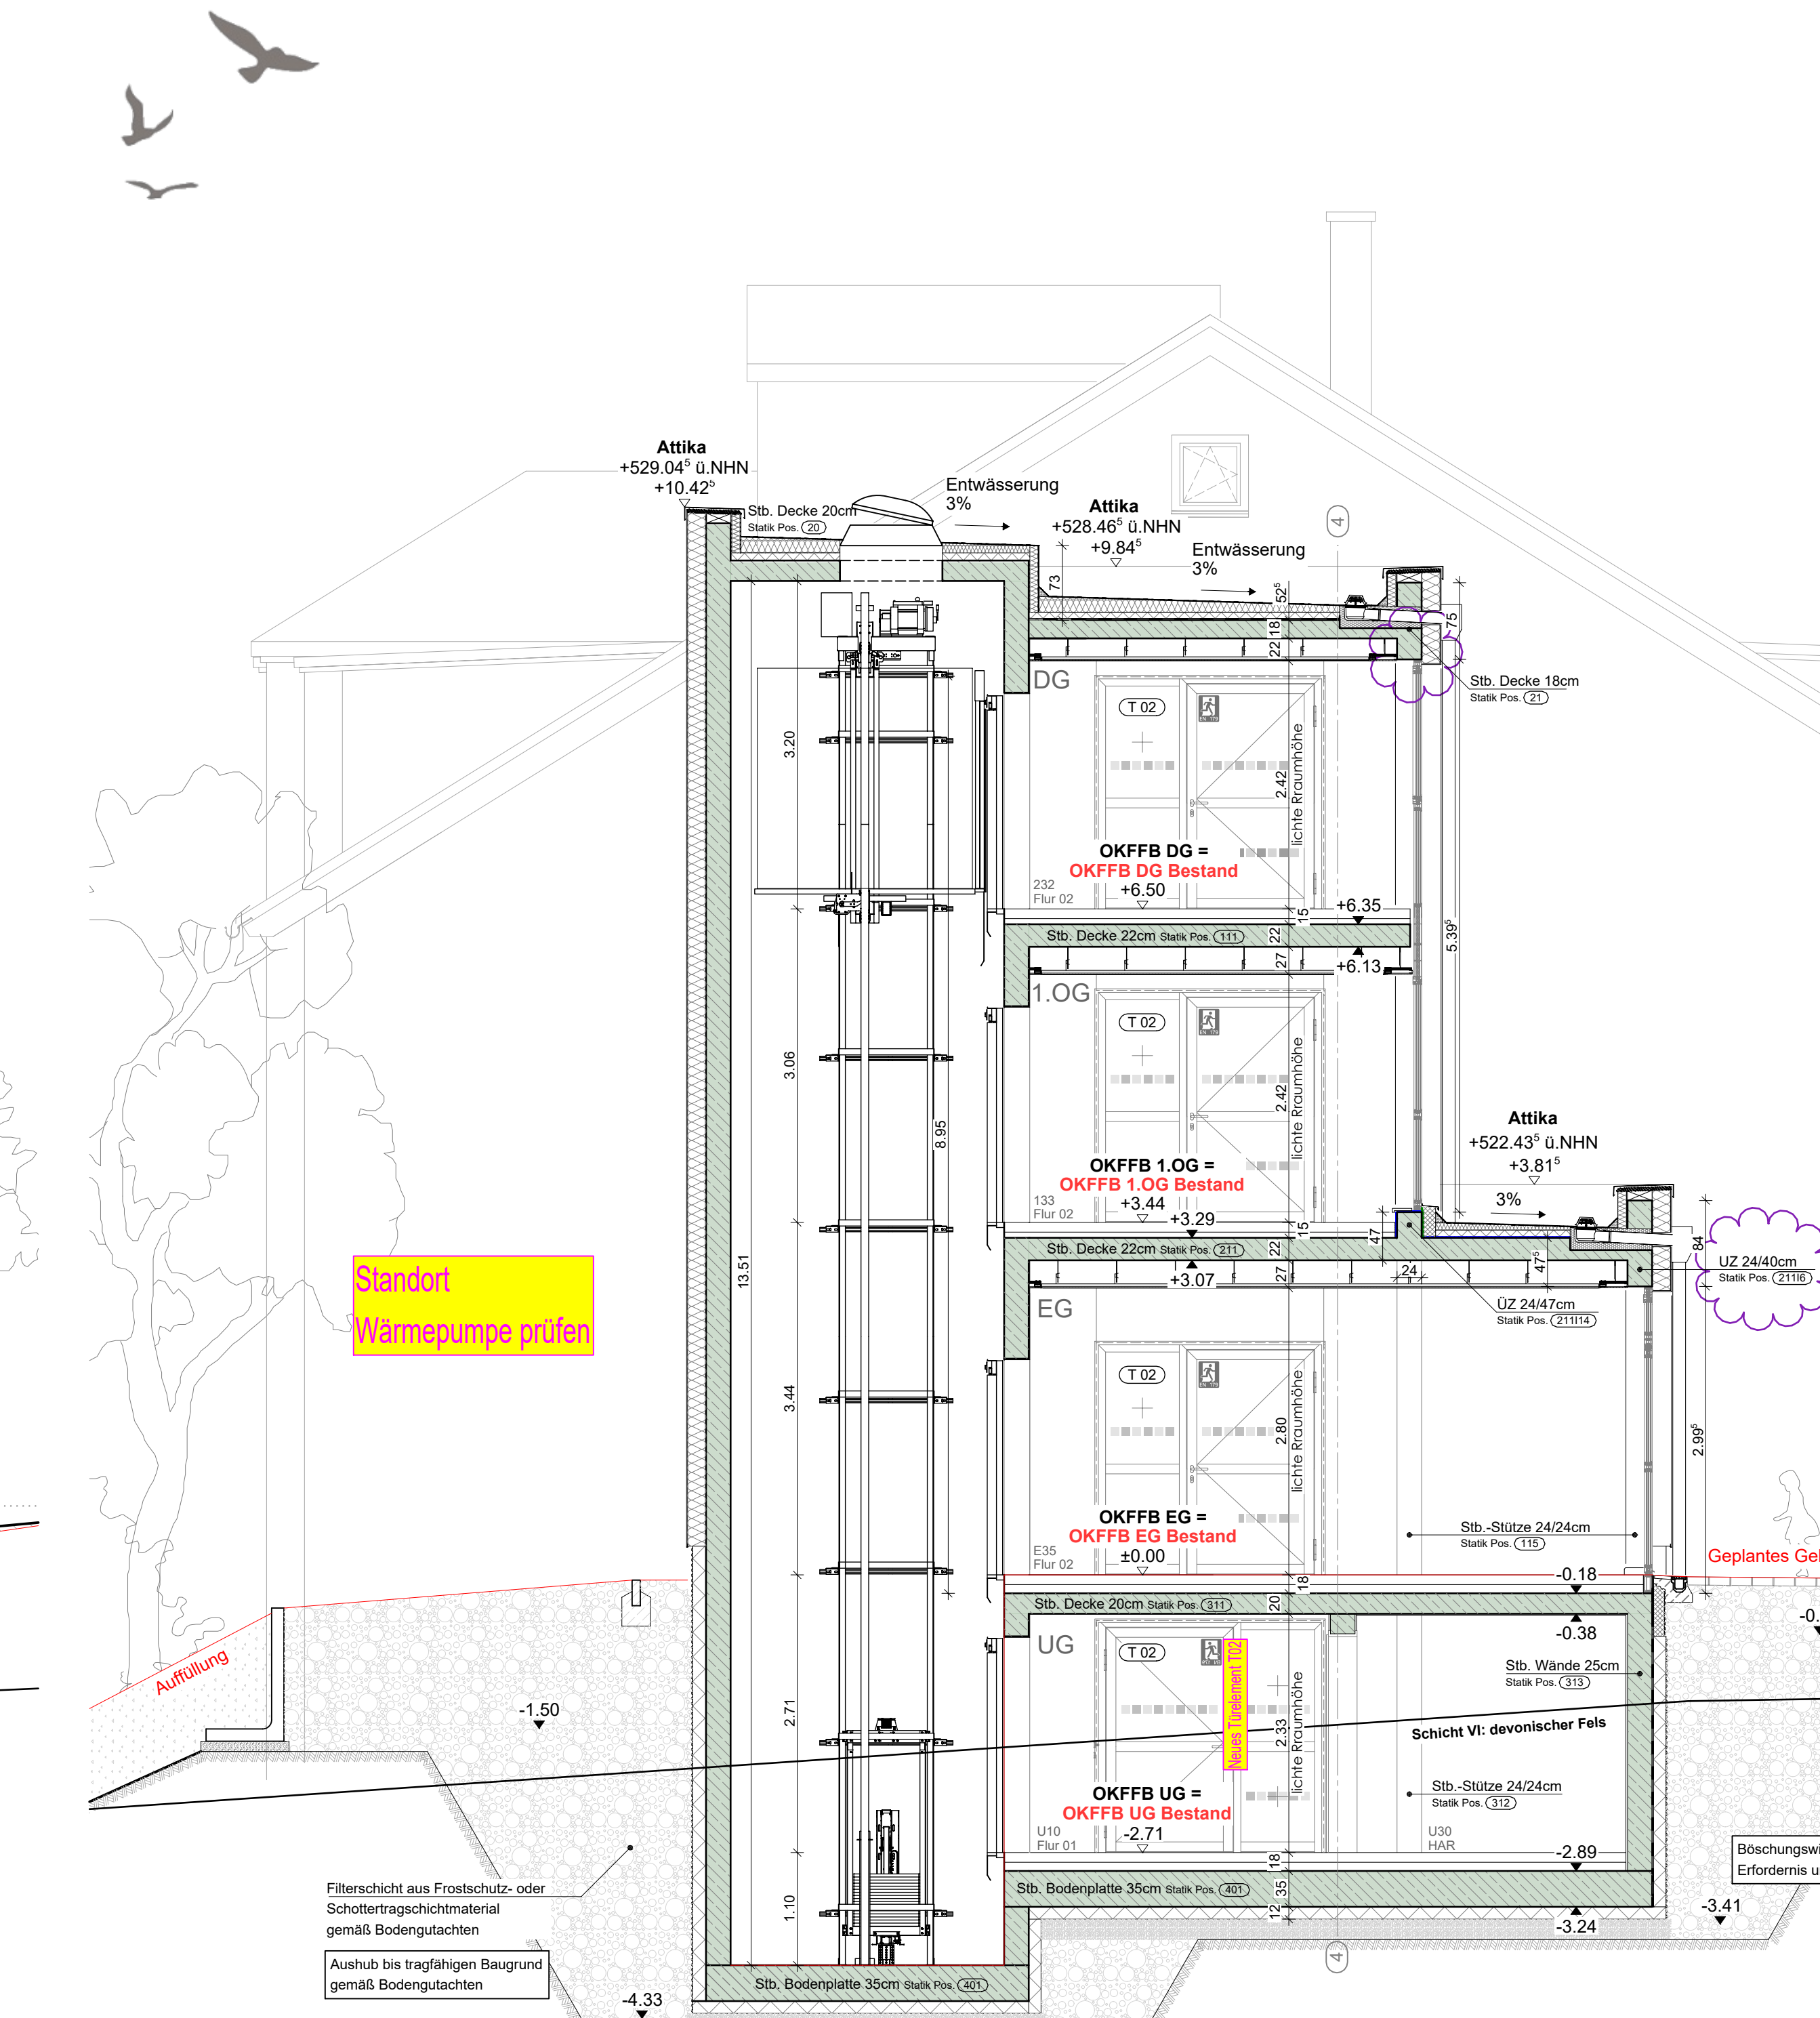 Attika
+529.04⁵ ü.NHN
+10.42⁵
Stb. Decke 20cm
Statik Pos. 20
Entwässerung
3%
Attika
+528.46⁵ ü.NHN
+9.84⁵
Entwässerung
3%
4
73
52⁵
18
22
75
Stb. Decke 18cm
Statik Pos. 21
DG
T 02
EN 179
3.20
2.42
lichte Rraumhöhe
OKFFB DG =
OKFFB DG Bestand
+6.50
232
Flur 02
15
+6.35
Stb. Decke 22cm Statik Pos. 111
22
27
+6.13
5.39⁵
1.OG
T 02
EN 179
3.06
8.95
2.42
lichte Rraumhöhe
OKFFB 1.OG =
OKFFB 1.OG Bestand
+3.44
133
Flur 02
+3.29
15
Stb. Decke 22cm Statik Pos. 211
22
27
+3.07
47
24
47⁵
Attika
+522.43⁵ ü.NHN
+3.81⁵
3%
84
UZ 24/40cm
Statik Pos. 211I6
ÜZ 24/47cm
Statik Pos. 211I14
Standort
Wärmepumpe prüfen
13.51
EG
T 02
EN 179
3.44
2.80
lichte Rraumhöhe
2.99⁵
OKFFB EG =
OKFFB EG Bestand
±0.00
E35
Flur 02
Stb.-Stütze 24/24cm
Statik Pos. 115
Geplantes Gel
18
-0.18
Stb. Decke 20cm Statik Pos. 311
20
-0.38
-0.
UG
T 02
Neues Türelement T02
Stb. Wände 25cm
Statik Pos. 313
Auffüllung
-1.50
2.71
2.33
lichte Rraumhöhe
Schicht VI: devonischer Fels
OKFFB UG =
OKFFB UG Bestand
-2.71
U10
Flur 01
Stb.-Stütze 24/24cm
Statik Pos. 312
U30
HAR
-2.89
18
Stb. Bodenplatte 35cm Statik Pos. 401
35
12
-3.24
-3.41
Böschungswi
Erfordernis u
1.10
Filterschicht aus Frostschutz- oder
Schottertragschichtmaterial
gemäß Bodengutachten
Aushub bis tragfähigen Baugrund
gemäß Bodengutachten
4
Stb. Bodenplatte 35cm Statik Pos. 401
-4.33